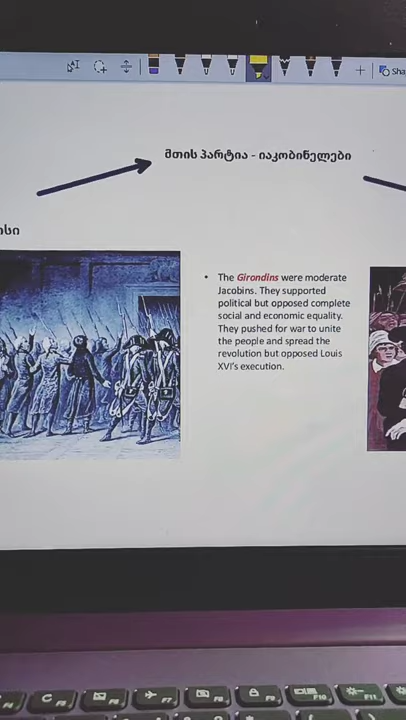 მთის პარტია - იაკობინელები
The Girondins were moderate
Jacobins. They supported
political but opposed complete
social and economic equality.
They pushed for war to unite
the people and spread the
revolution but opposed Louis
XVI's execution.